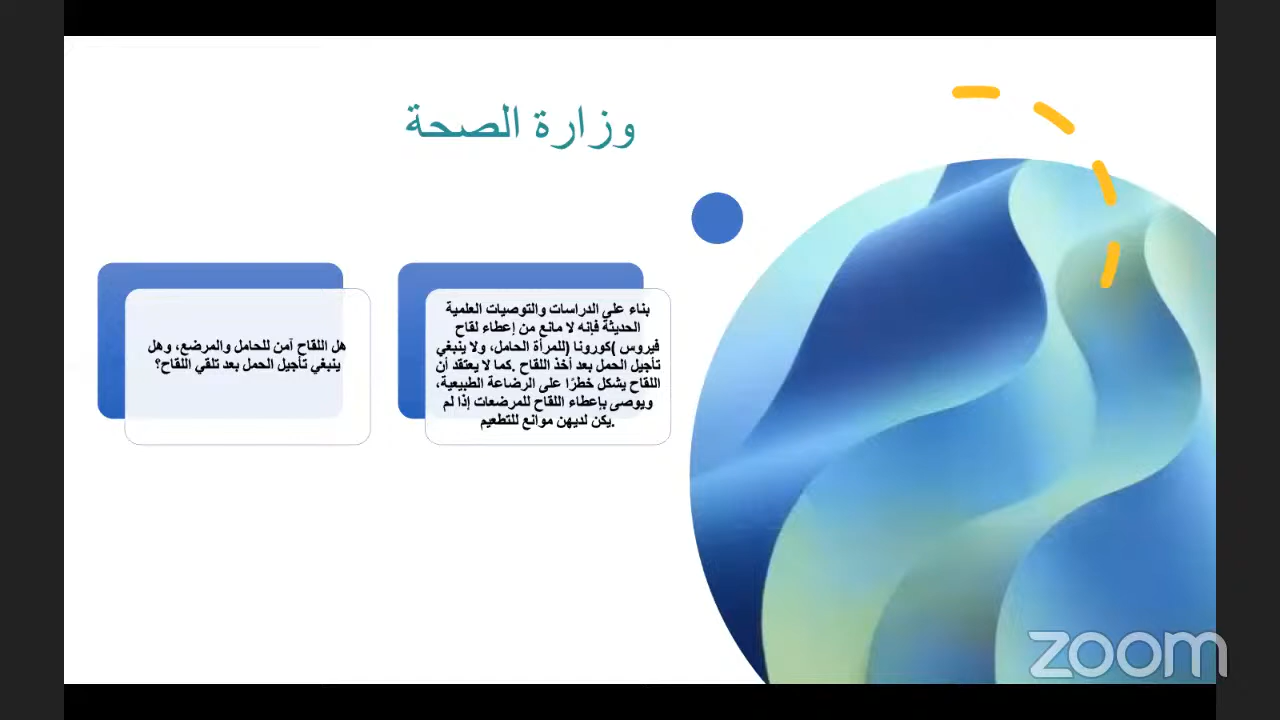 وزارة الصحة
بناء على الدراسات والتوصيات العلمية
الحديثة فإنه لا مانع من إعطاء لقاح
فيروس )كورونا (للمرأة الحامل، ولا ينبغي
تأجيل الحمل بعد أخذ اللقاح .كما لا يعتقد أن
اللقاح يشكل خطرًا على الرضاعة الطبيعية،
ويوصى بإعطاء اللقاح للمرضعات إذا لم
.يكن لديهن موانع للتطعيم
هل اللقاح آمن للحامل والمرضع، وهل
ينبغي تأجيل الحمل بعد تلقي اللقاح؟
zoom